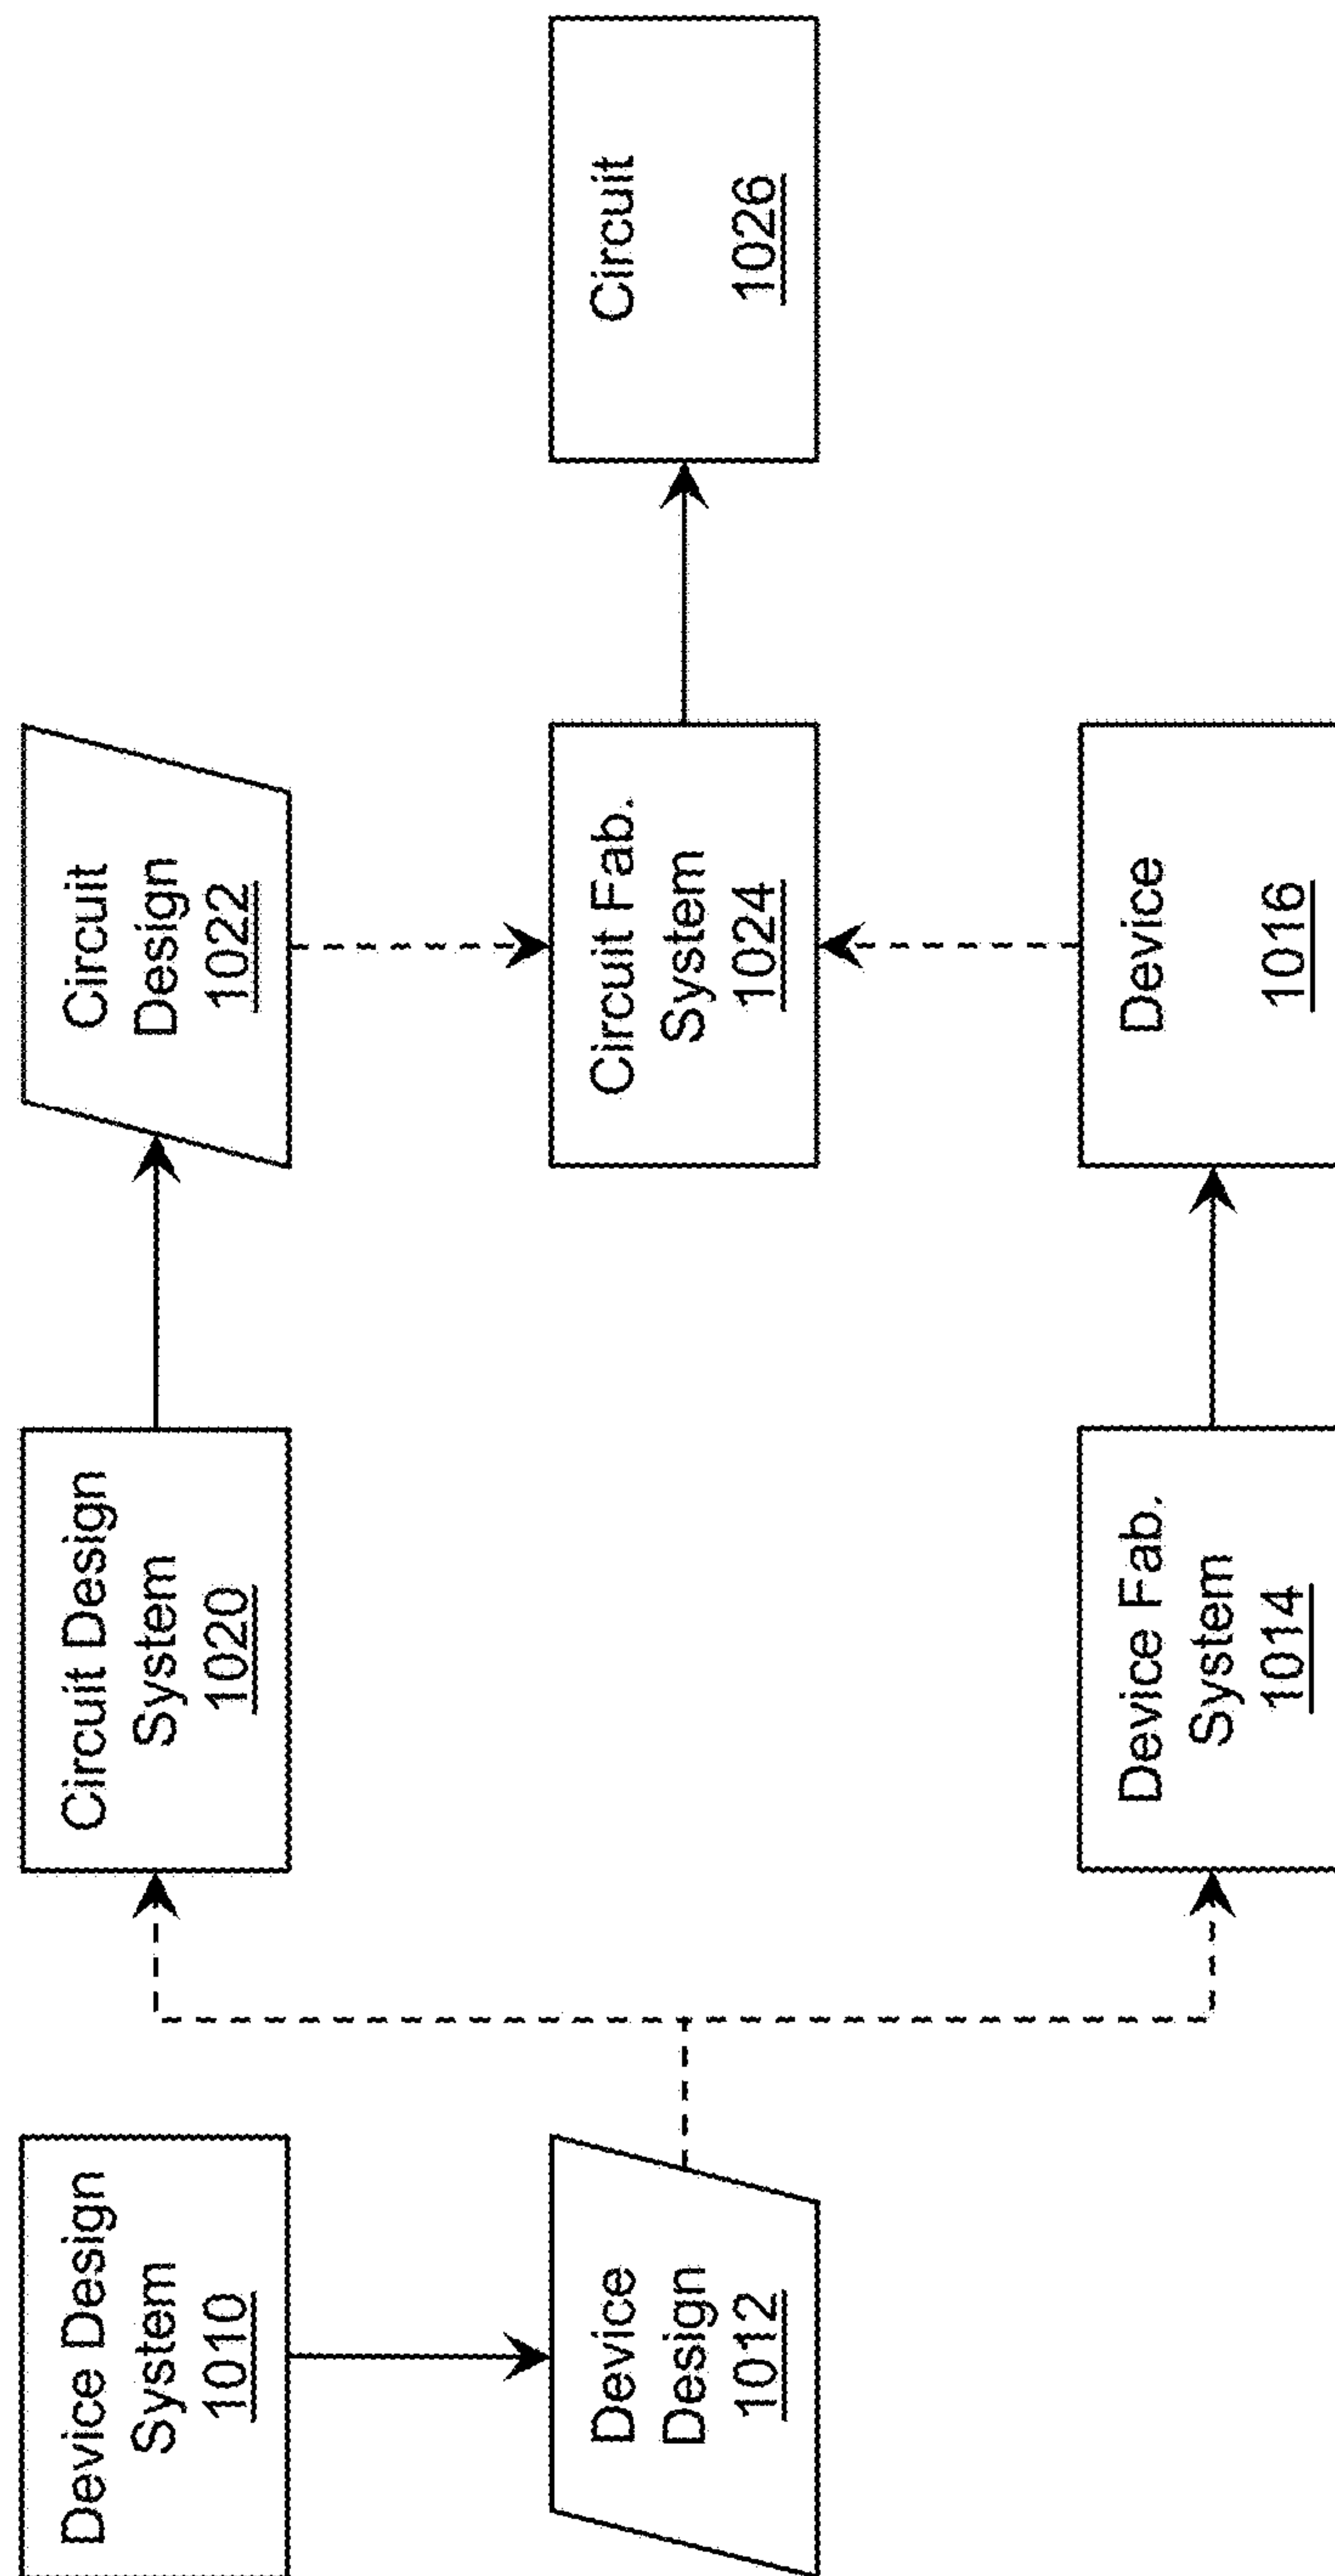 Device Design
System
1010
Device
Design
1012
Circuit Design
System
1020
Device Fab.
System
1014
Circuit
Design
1022
Circuit Fab.
System
1024
Device
1016
Circuit
1026